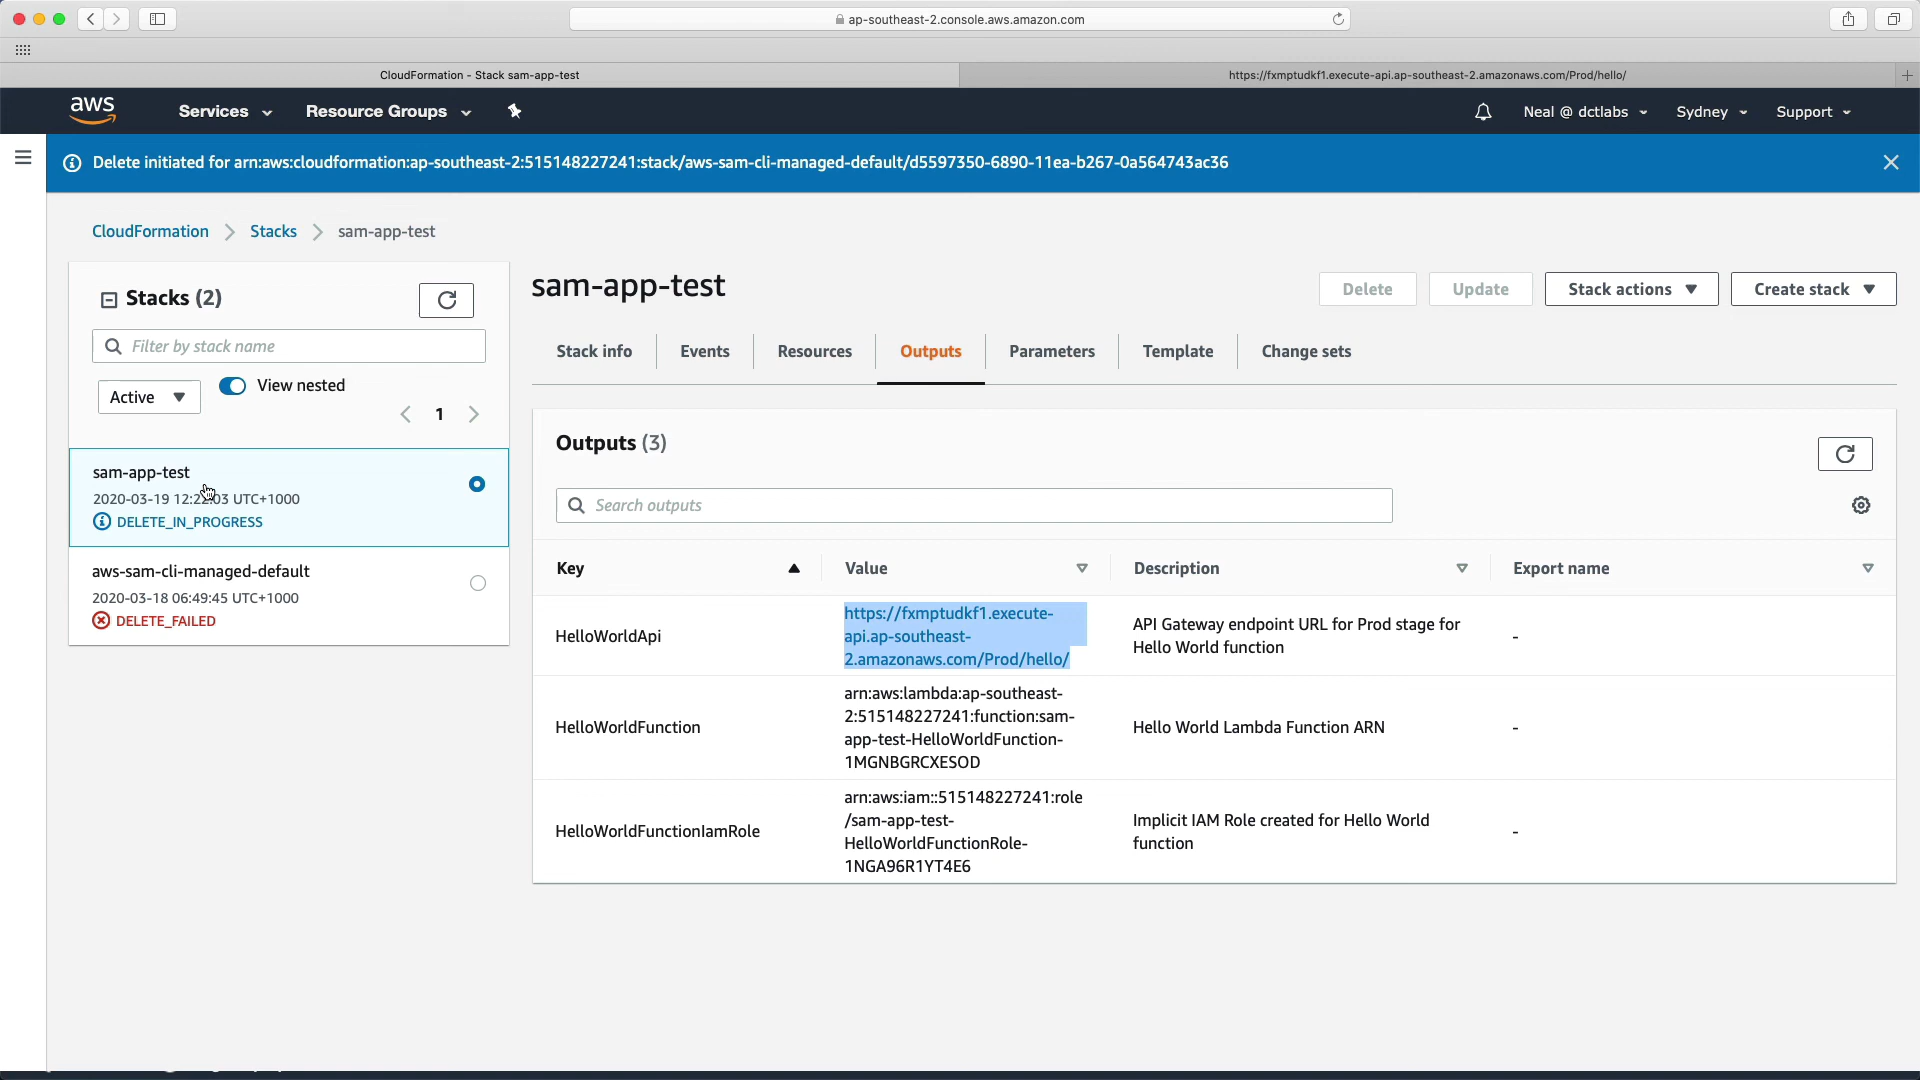 ap-southeast-2.console.aws.amazon.com
CloudFormation - Stack sam-app-test
https://fxmptudkf1.execute-api.ap-southeast-2.amazonaws.com/Prod/hello/
aws
Services
Resource Groups
Neal @ dctlabs
Sydney
Support
Delete initiated for arn:aws:cloudformation:ap-southeast-2:515148227241:stack/aws-sam-cli-managed-default/d5597350-6890-11ea-b267-0a564743ac36
CloudFormation
Stacks
sam-app-test
Stacks (2)
Filter by stack name
Active
View nested
1
sam-app-test
2020-03-19 12:22:03 UTC+1000
DELETE_IN_PROGRESS
aws-sam-cli-managed-default
2020-03-18 06:49:45 UTC+1000
DELETE_FAILED
sam-app-test
Delete
Update
Stack actions
Create stack
Stack info
Events
Resources
Outputs
Parameters
Template
Change sets
Outputs (3)
Search outputs
Key
Value
Description
Export name
HelloWorldApi
https://fxmptudkf1.execute-
api.ap-southeast-
2.amazonaws.com/Prod/hello/
API Gateway endpoint URL for Prod stage for
Hello World function
-
HelloWorldFunction
arn:aws:lambda:ap-southeast-
2:515148227241:function:sam-
app-test-HelloWorldFunction-
1MGNBGRCXESOD
Hello World Lambda Function ARN
-
HelloWorldFunctionIamRole
arn:aws:iam::515148227241:role
/sam-app-test-
HelloWorldFunctionRole-
1NGA96R1YT4E6
Implicit IAM Role created for Hello World
function
-